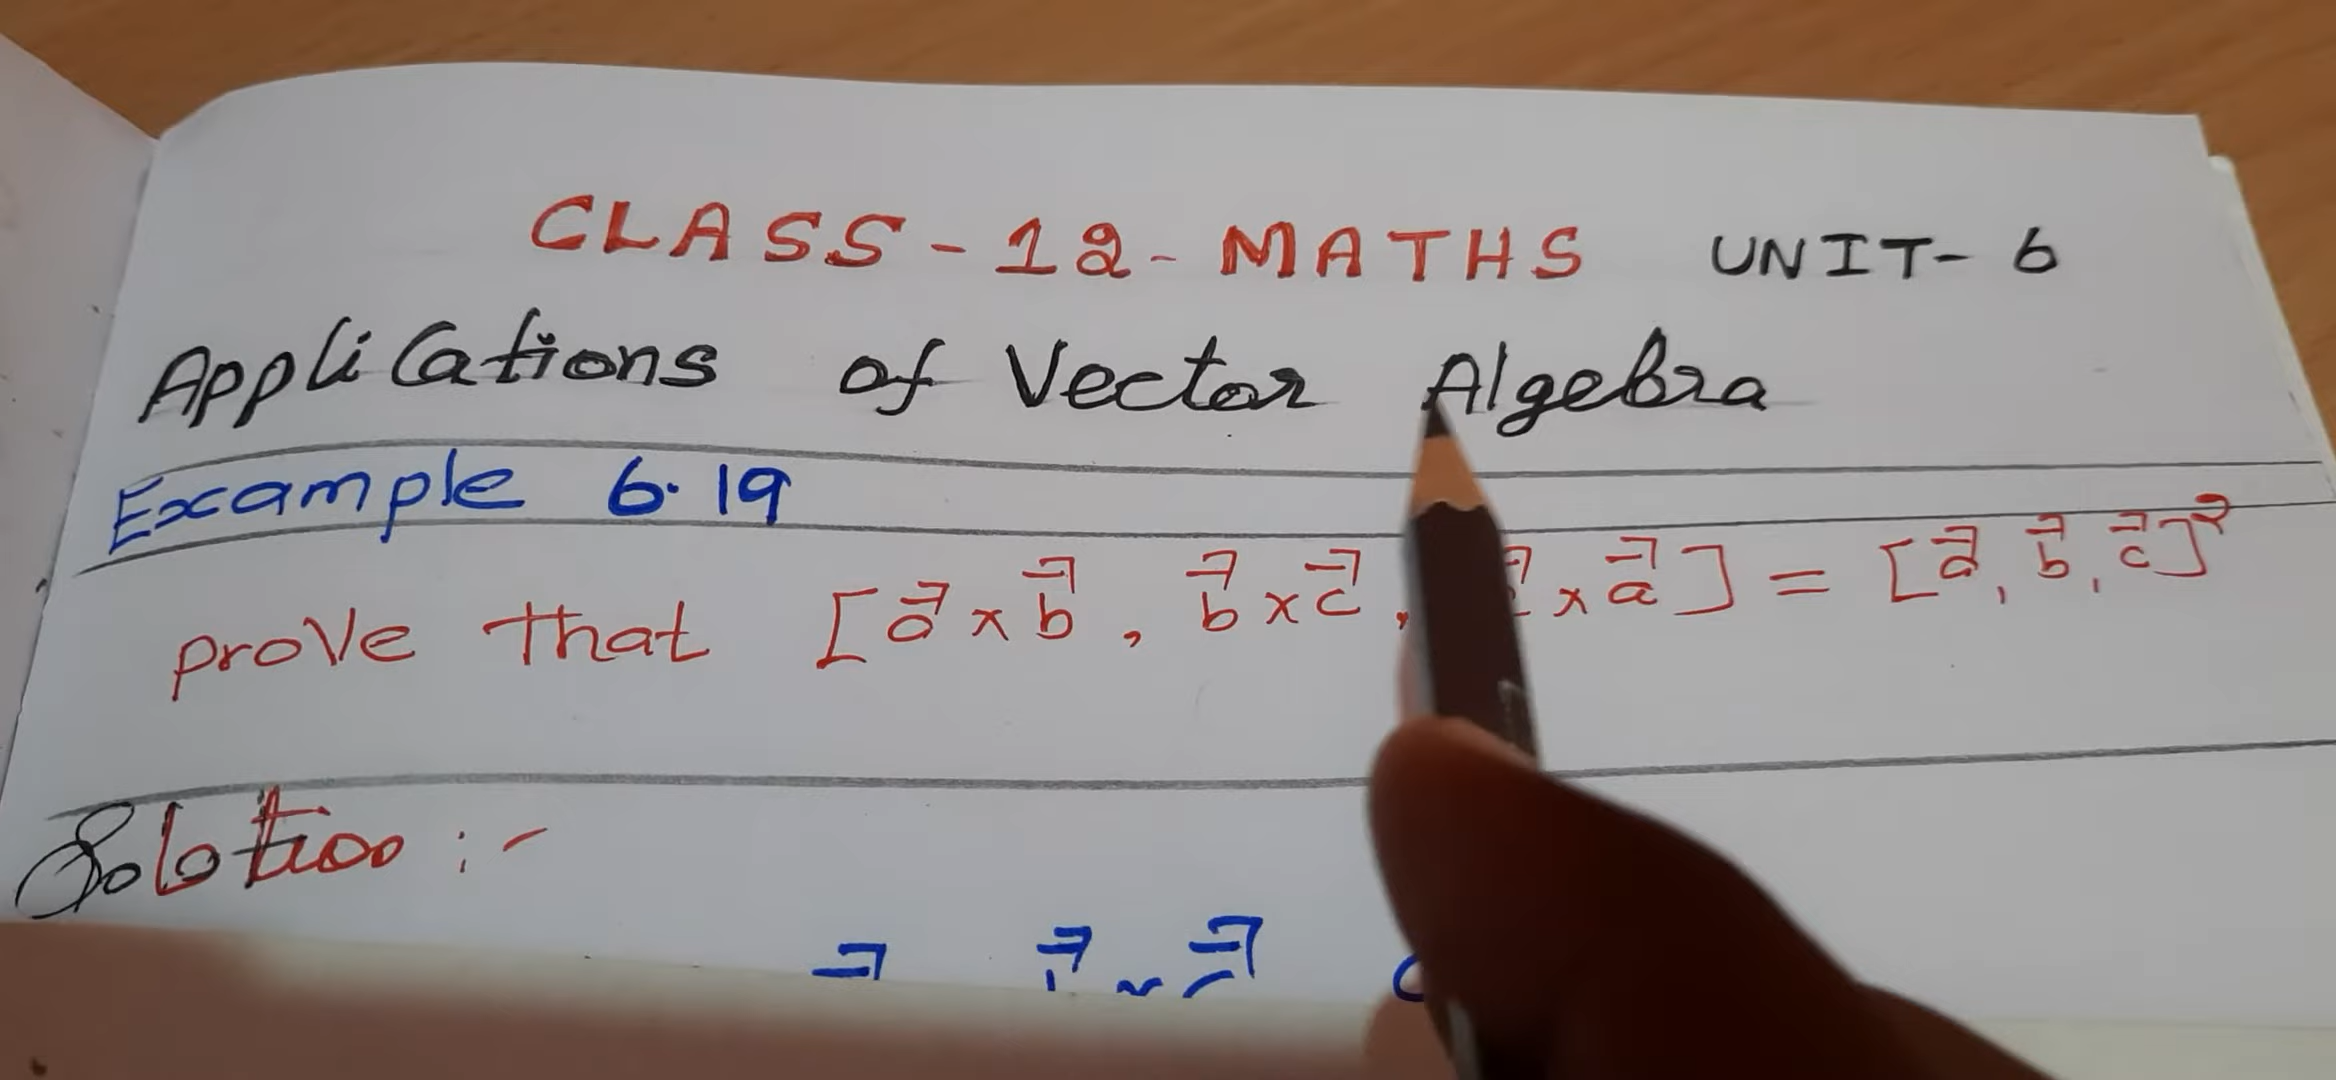 CLASS - 12 - MATHS UNIT - 6
Applications of Vector Algebra
Example 6.19
prove that [a⃗ × b⃗, b⃗ × c⃗, × a⃗] = [a⃗, b⃗, c⃗]²
Solution :-